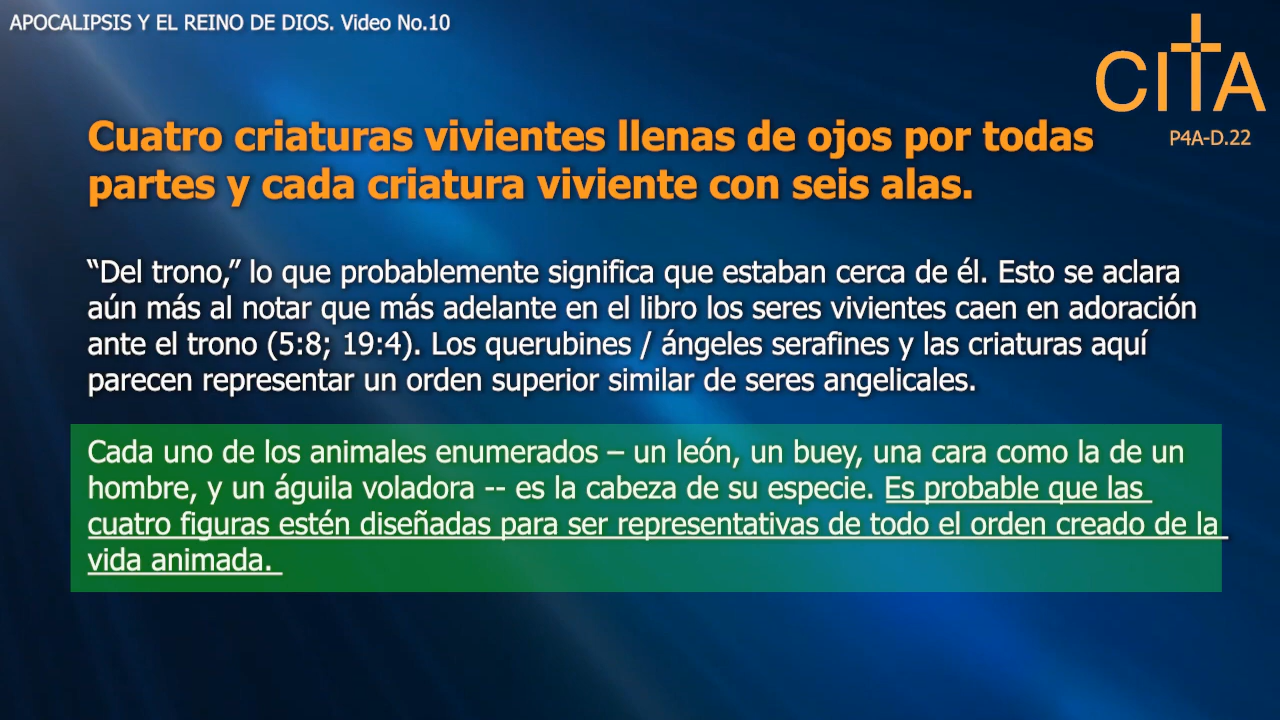 APOCALIPSIS Y EL REINO DE DIOS. Video No.10
CITA
P4A-D.22
Cuatro criaturas vivientes llenas de ojos por todas
partes y cada criatura viviente con seis alas.
“Del trono,” lo que probablemente significa que estaban cerca de él. Esto se aclara
aún más al notar que más adelante en el libro los seres vivientes caen en adoración
ante el trono (5:8; 19:4). Los querubines / ángeles serafines y las criaturas aquí
parecen representar un orden superior similar de seres angelicales.
Cada uno de los animales enumerados – un león, un buey, una cara como la de un
hombre, y un águila voladora -- es la cabeza de su especie. Es probable que las
cuatro figuras estén diseñadas para ser representativas de todo el orden creado de la
vida animada.